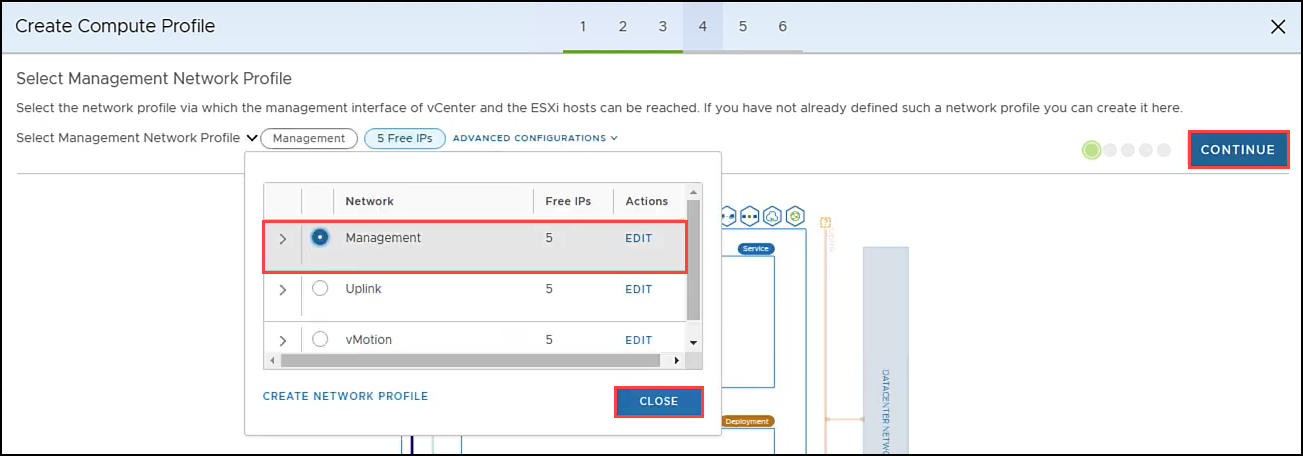 Create Compute Profile
1 2 3 4 5 6
Select Management Network Profile
Select the network profile via which the management interface of vCenter and the ESXi hosts can be reached. If you have not already defined such a network profile you can create it here.
Select Management Network Profile Management 5 Free IPs ADVANCED CONFIGURATIONS
CONTINUE
Network Free IPs Actions
Management 5 EDIT
Uplink 5 EDIT
vMotion 5 EDIT
CREATE NETWORK PROFILE
CLOSE
Service
Deployment
DATACENTER NETWO